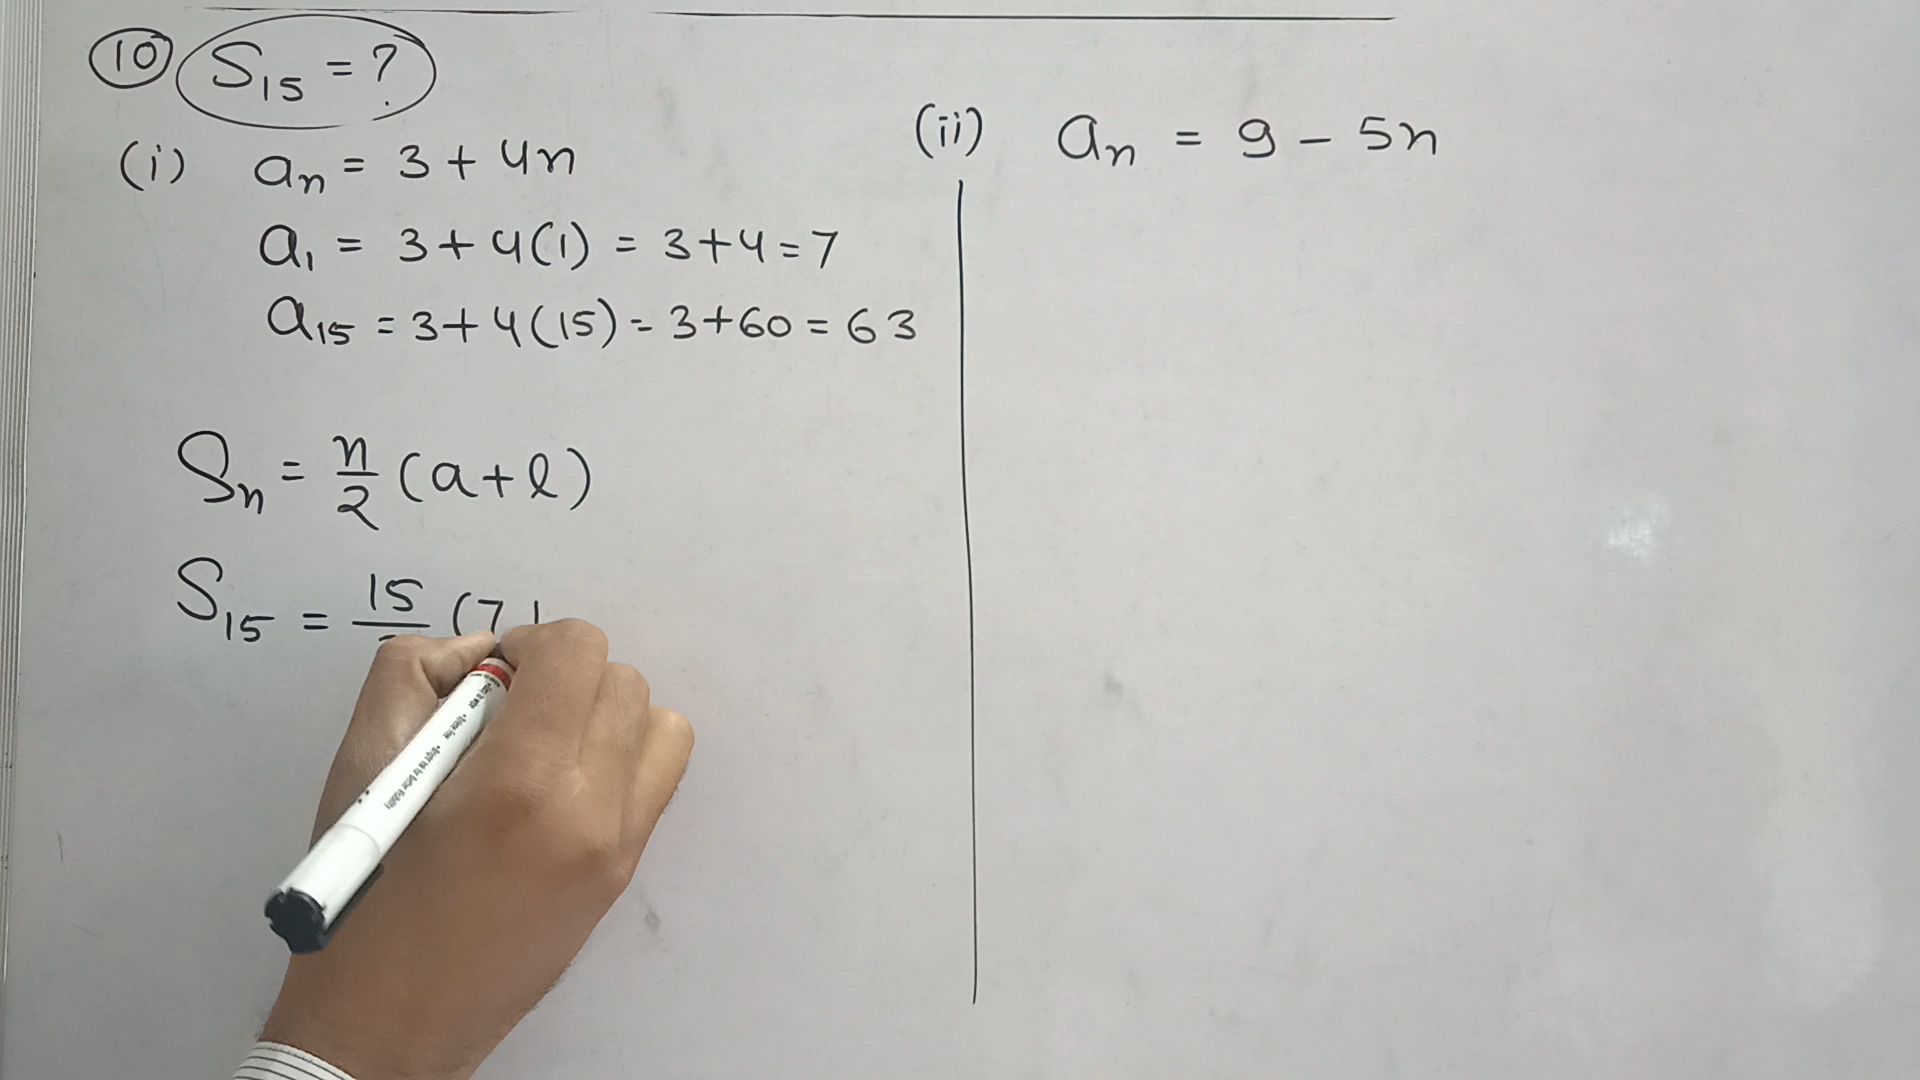 10 S15 = ?
(i) an = 3 + 4n
a1 = 3 + 4(1) = 3+4 = 7
a15 = 3+4(15) = 3+60 = 63
Sn = n/2 (a+l)
S15 = 15/ (7
(ii) an = 9 - 5n